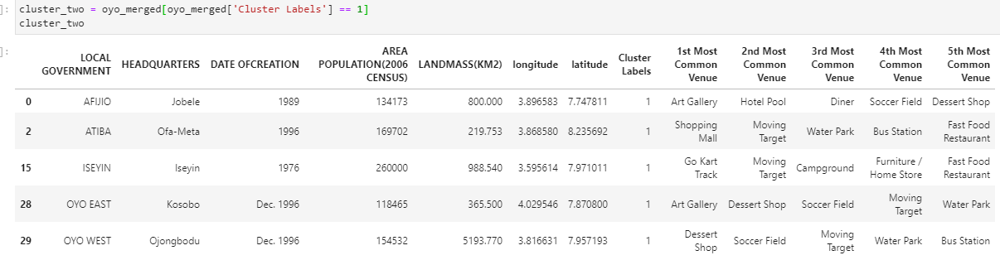 ]: cluster_two = oyo_merged[oyo_merged['Cluster Labels'] == 1]
cluster_two
]:
LOCAL GOVERNMENT HEADQUARTERS DATE OFCREATION AREA POPULATION(2006 CENSUS) LANDMASS(KM2) longitude latitude Cluster Labels 1st Most Common Venue 2nd Most Common Venue 3rd Most Common Venue 4th Most Common Venue 5th Most Common Venue
0 AFIJIO Jobele 1989 134173 800.000 3.896583 7.747811 1 Art Gallery Hotel Pool Diner Soccer Field Dessert Shop
2 ATIBA Ofa-Meta 1996 169702 219.753 3.868580 8.235692 1 Shopping Mall Moving Target Water Park Bus Station Fast Food Restaurant
15 ISEYIN Iseyin 1976 260000 988.540 3.595614 7.971011 1 Go Kart Track Moving Target Campground Furniture / Home Store Fast Food Restaurant
28 OYO EAST Kosobo Dec. 1996 118465 365.500 4.029546 7.870800 1 Art Gallery Dessert Shop Soccer Field Moving Target Water Park
29 OYO WEST Ojongbodu Dec. 1996 154532 5193.770 3.816631 7.957193 1 Dessert Shop Soccer Field Moving Target Water Park Bus Station